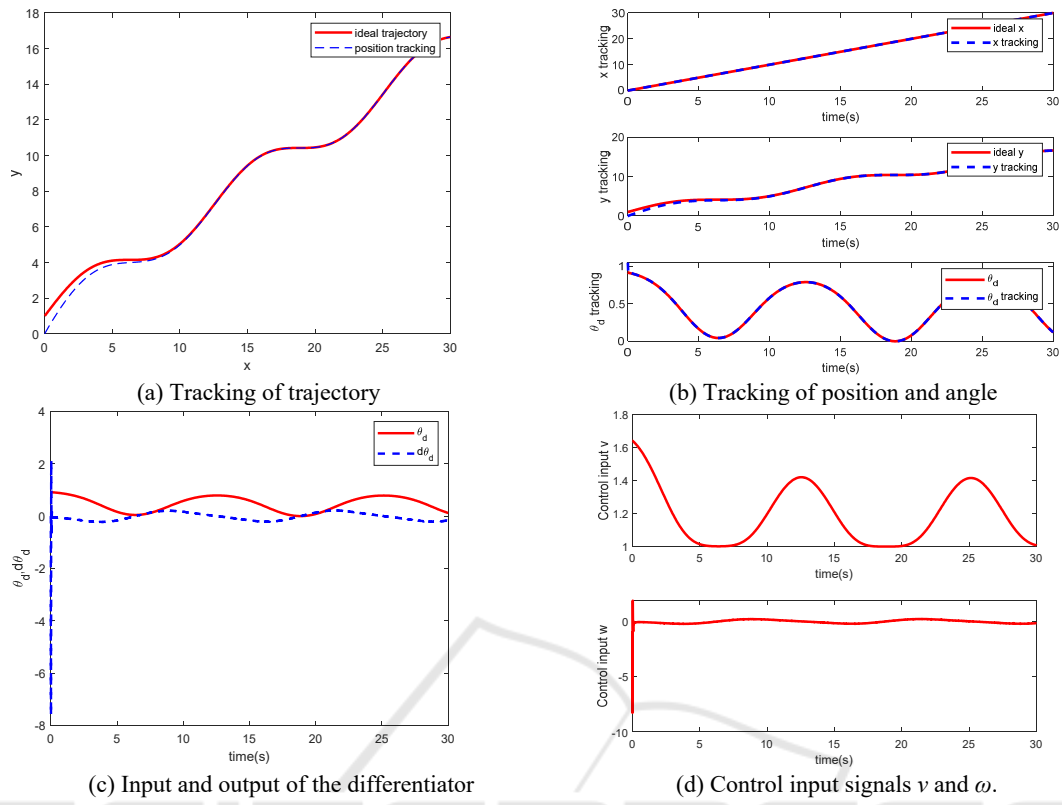 18
16
14
12
10
8
6
4
2
0
y
ideal trajectory
position tracking
0 5 10 15 20 25 30
x
(a) Tracking of trajectory
30
20
10
0
x tracking
ideal x
x tracking
0 5 10 15 20 25 30
time(s)
20
10
0
y tracking
ideal y
y tracking
0 5 10 15 20 25 30
time(s)
1
0.5
0
θd tracking
θd
θd tracking
0 5 10 15 20 25 30
time(s)
(b) Tracking of position and angle
4
2
0
-2
-4
-6
-8
θd,dθd
θd
dθd
0 5 10 15 20 25 30
time(s)
(c) Input and output of the differentiator
1.8
1.6
1.4
1.2
1
Control input v
0 5 10 15 20 25 30
time(s)
0
-5
-10
Control input w
0 5 10 15 20 25 30
time(s)
(d) Control input signals v and ω.